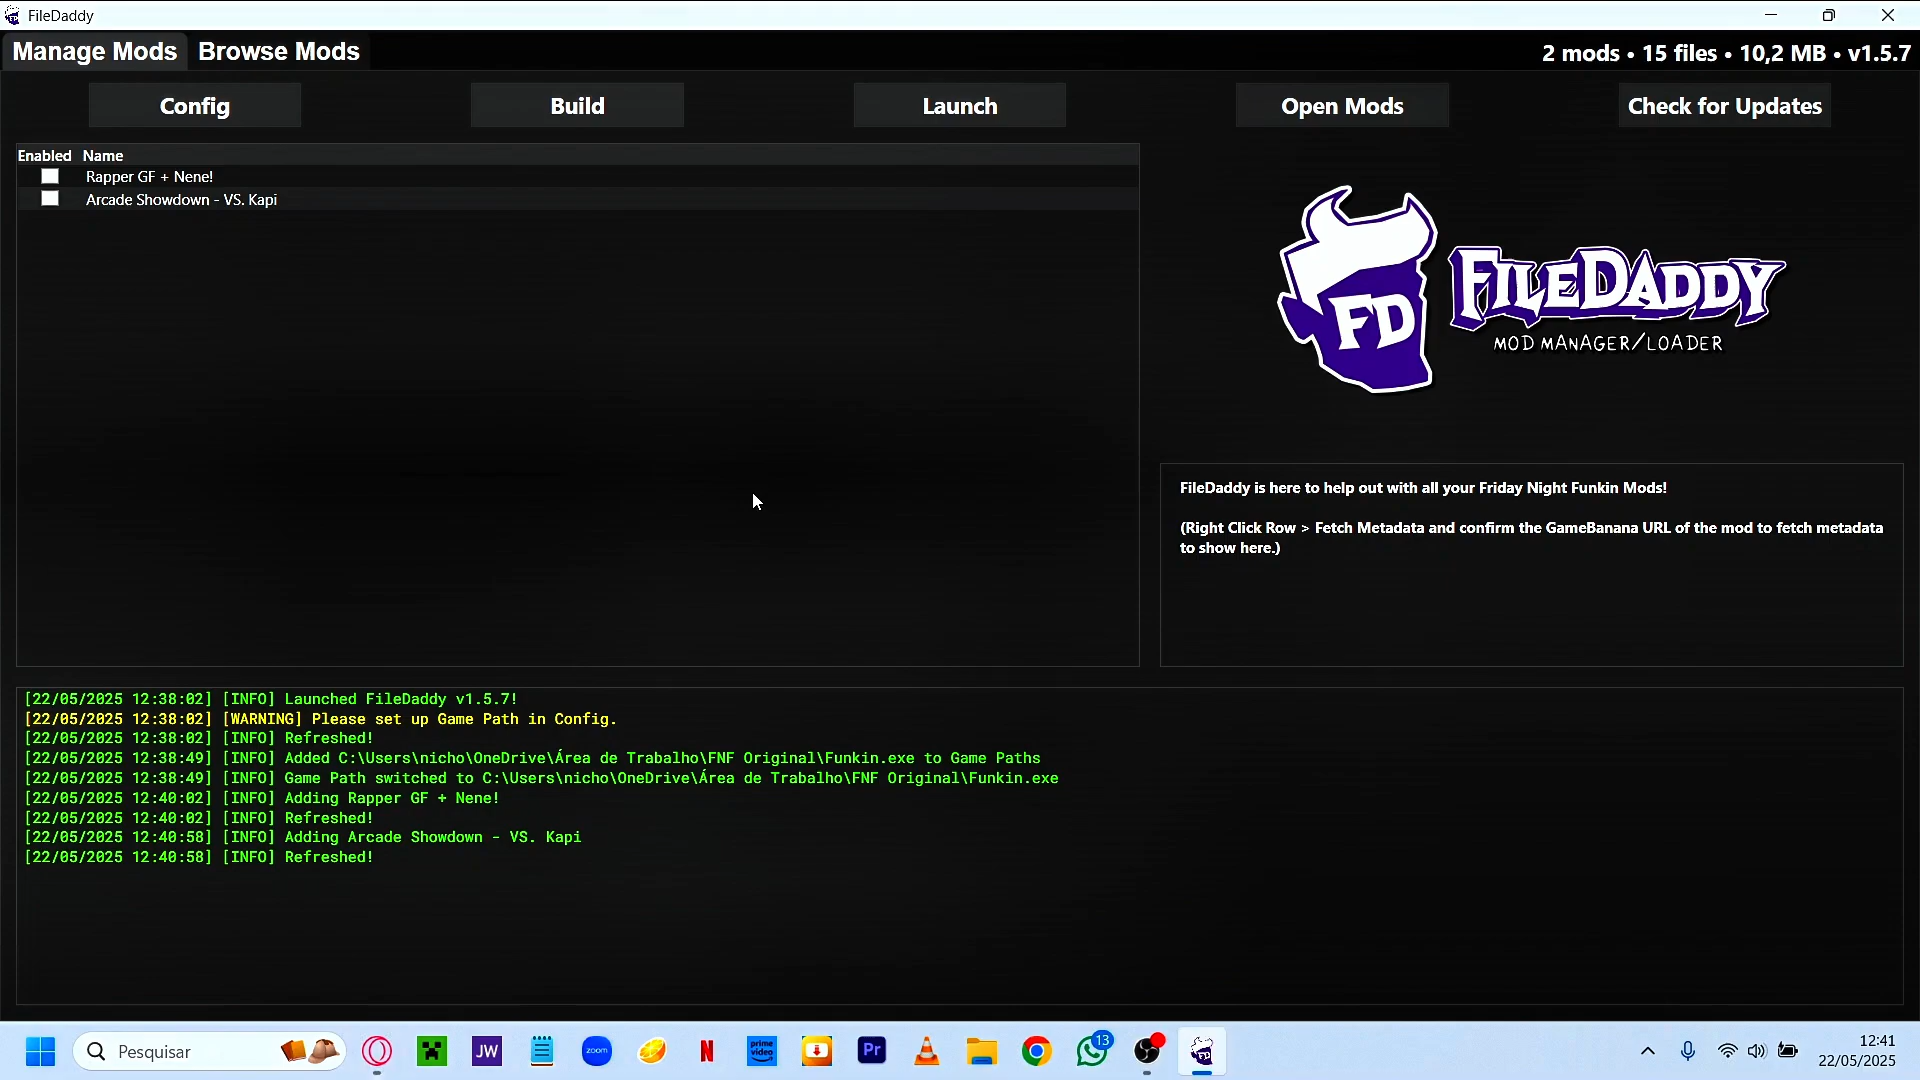 FileDaddy
Manage Mods Browse Mods
2 mods • 15 files • 10,2 MB • v1.5.7
Config
Build
Launch
Open Mods
Check for Updates
Enabled Name
Rapper GF + Nene!
Arcade Showdown - VS. Kapi
FD
FILEDADDY
MOD MANAGER/LOADER
FileDaddy is here to help out with all your Friday Night Funkin Mods!
(Right Click Row > Fetch Metadata and confirm the GameBanana URL of the mod to fetch metadata
to show here.)
[22/05/2025 12:38:02] [INFO] Launched FileDaddy v1.5.7!
[22/05/2025 12:38:02] [WARNING] Please set up Game Path in Config.
[22/05/2025 12:38:02] [INFO] Refreshed!
[22/05/2025 12:38:49] [INFO] Added C:\Users\nicho\OneDrive\Área de Trabalho\FNF Original\Funkin.exe to Game Paths
[22/05/2025 12:38:49] [INFO] Game Path switched to C:\Users\nicho\OneDrive\Área de Trabalho\FNF Original\Funkin.exe
[22/05/2025 12:40:02] [INFO] Adding Rapper GF + Nene!
[22/05/2025 12:40:02] [INFO] Refreshed!
[22/05/2025 12:40:58] [INFO] Adding Arcade Showdown - VS. Kapi
[22/05/2025 12:40:58] [INFO] Refreshed!
Pesquisar
JW
zoom
N
prime video
Pr
13
FD
12:41
22/05/2025